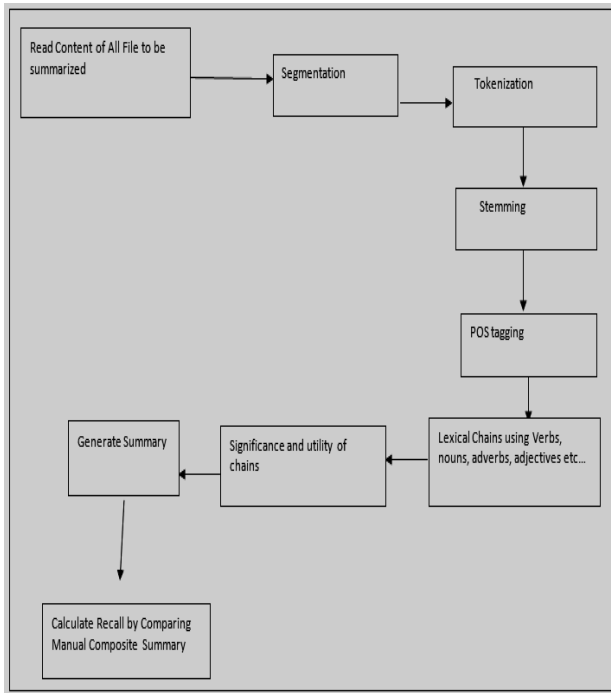 Read Content of All File to be
summarized
Segmentation
Tokenization
Stemming
POS tagging
Lexical Chains using Verbs,
nouns, adverbs, adjectives etc...
Significance and utility of
chains
Generate Summary
Calculate Recall by Comparing
Manual Composite Summary